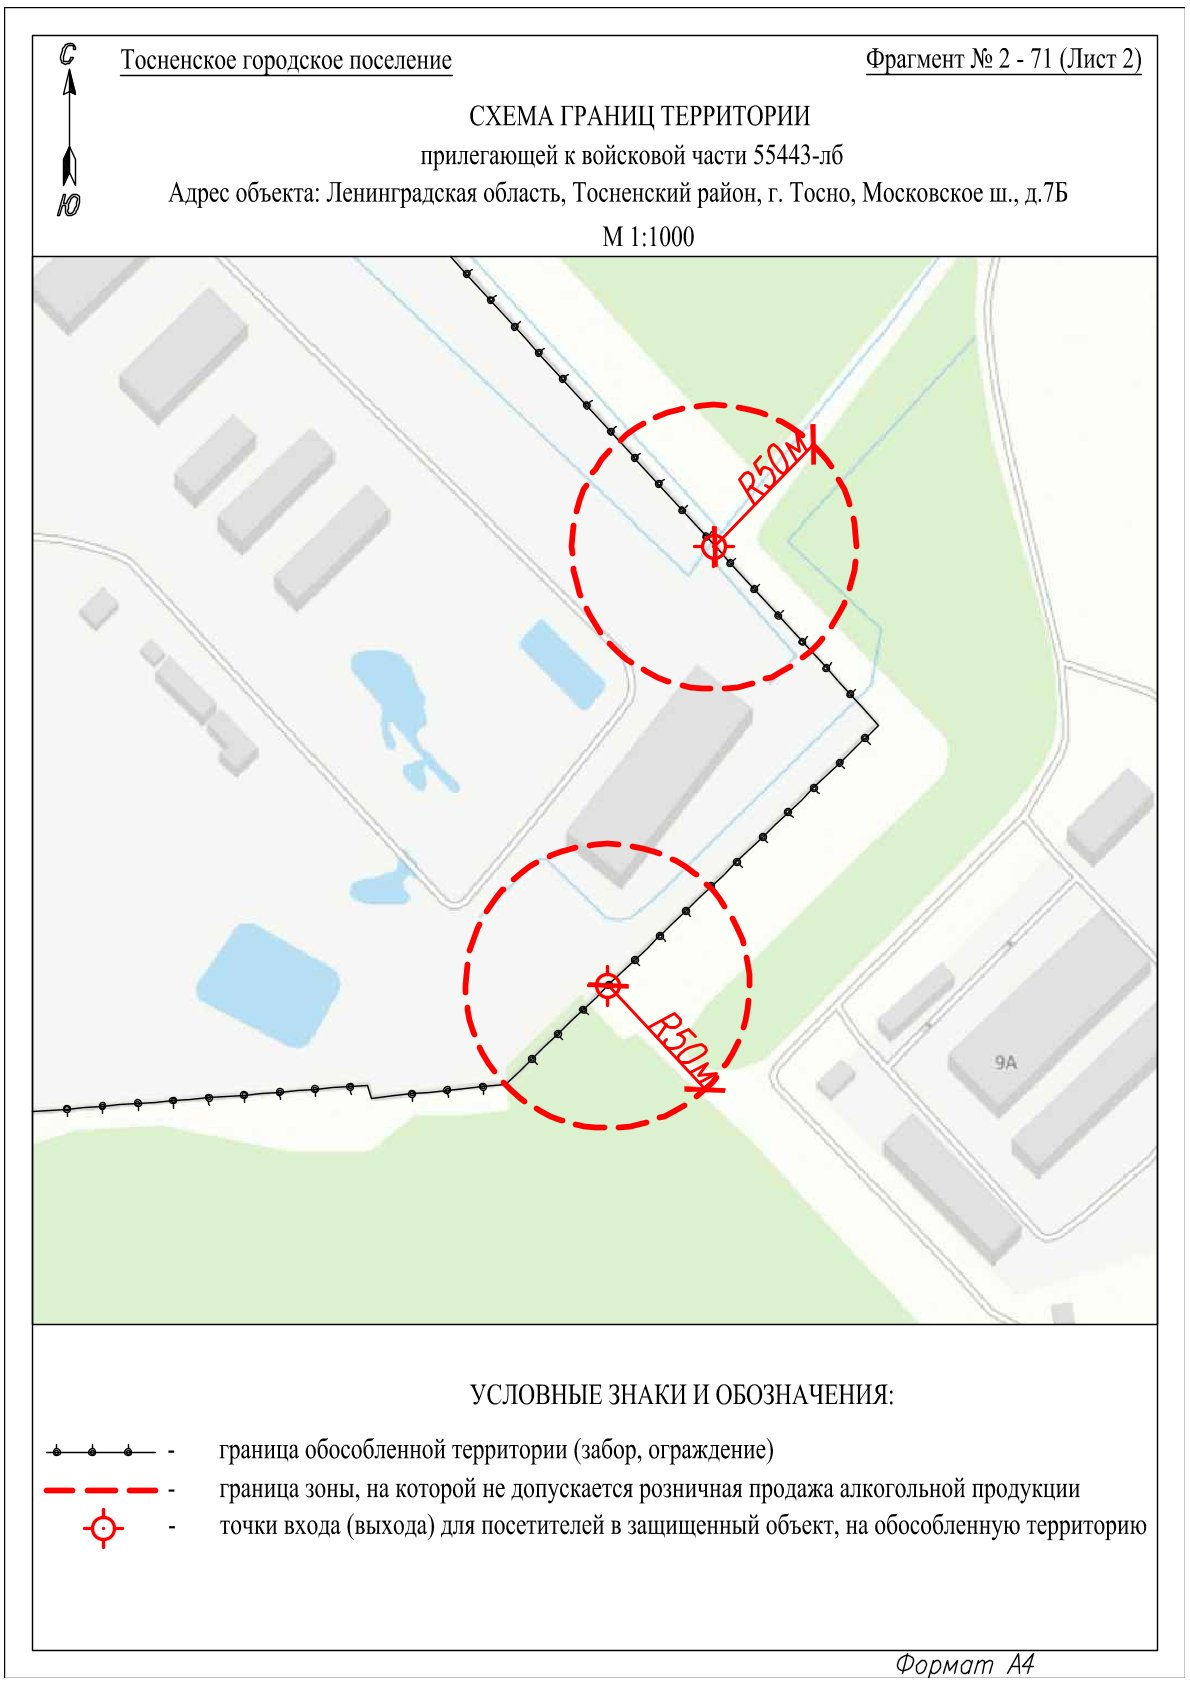 С
Тосненское городское поселение
Фрагмент № 2 - 71 (Лист 2)
СХЕМА ГРАНИЦ ТЕРРИТОРИИ
прилегающей к войсковой части 55443-лб
Адрес объекта: Ленинградская область, Тосненский район, г. Тосно, Московское ш., д.7Б
Ю
М 1:1000
R50м
R50м
9А
УСЛОВНЫЕ ЗНАКИ И ОБОЗНАЧЕНИЯ:
- граница обособленной территории (забор, ограждение)
- граница зоны, на которой не допускается розничная продажа алкогольной продукции
- точки входа (выхода) для посетителей в защищенный объект, на обособленную территорию
Формат А4